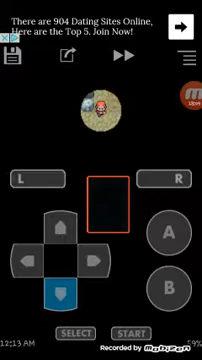 There are 904 Dating Sites Online,
Here are the Top 5. Join Now!
L
R
A
B
12:13 AM
59%
SELECT
START
Recorded by Mobizen